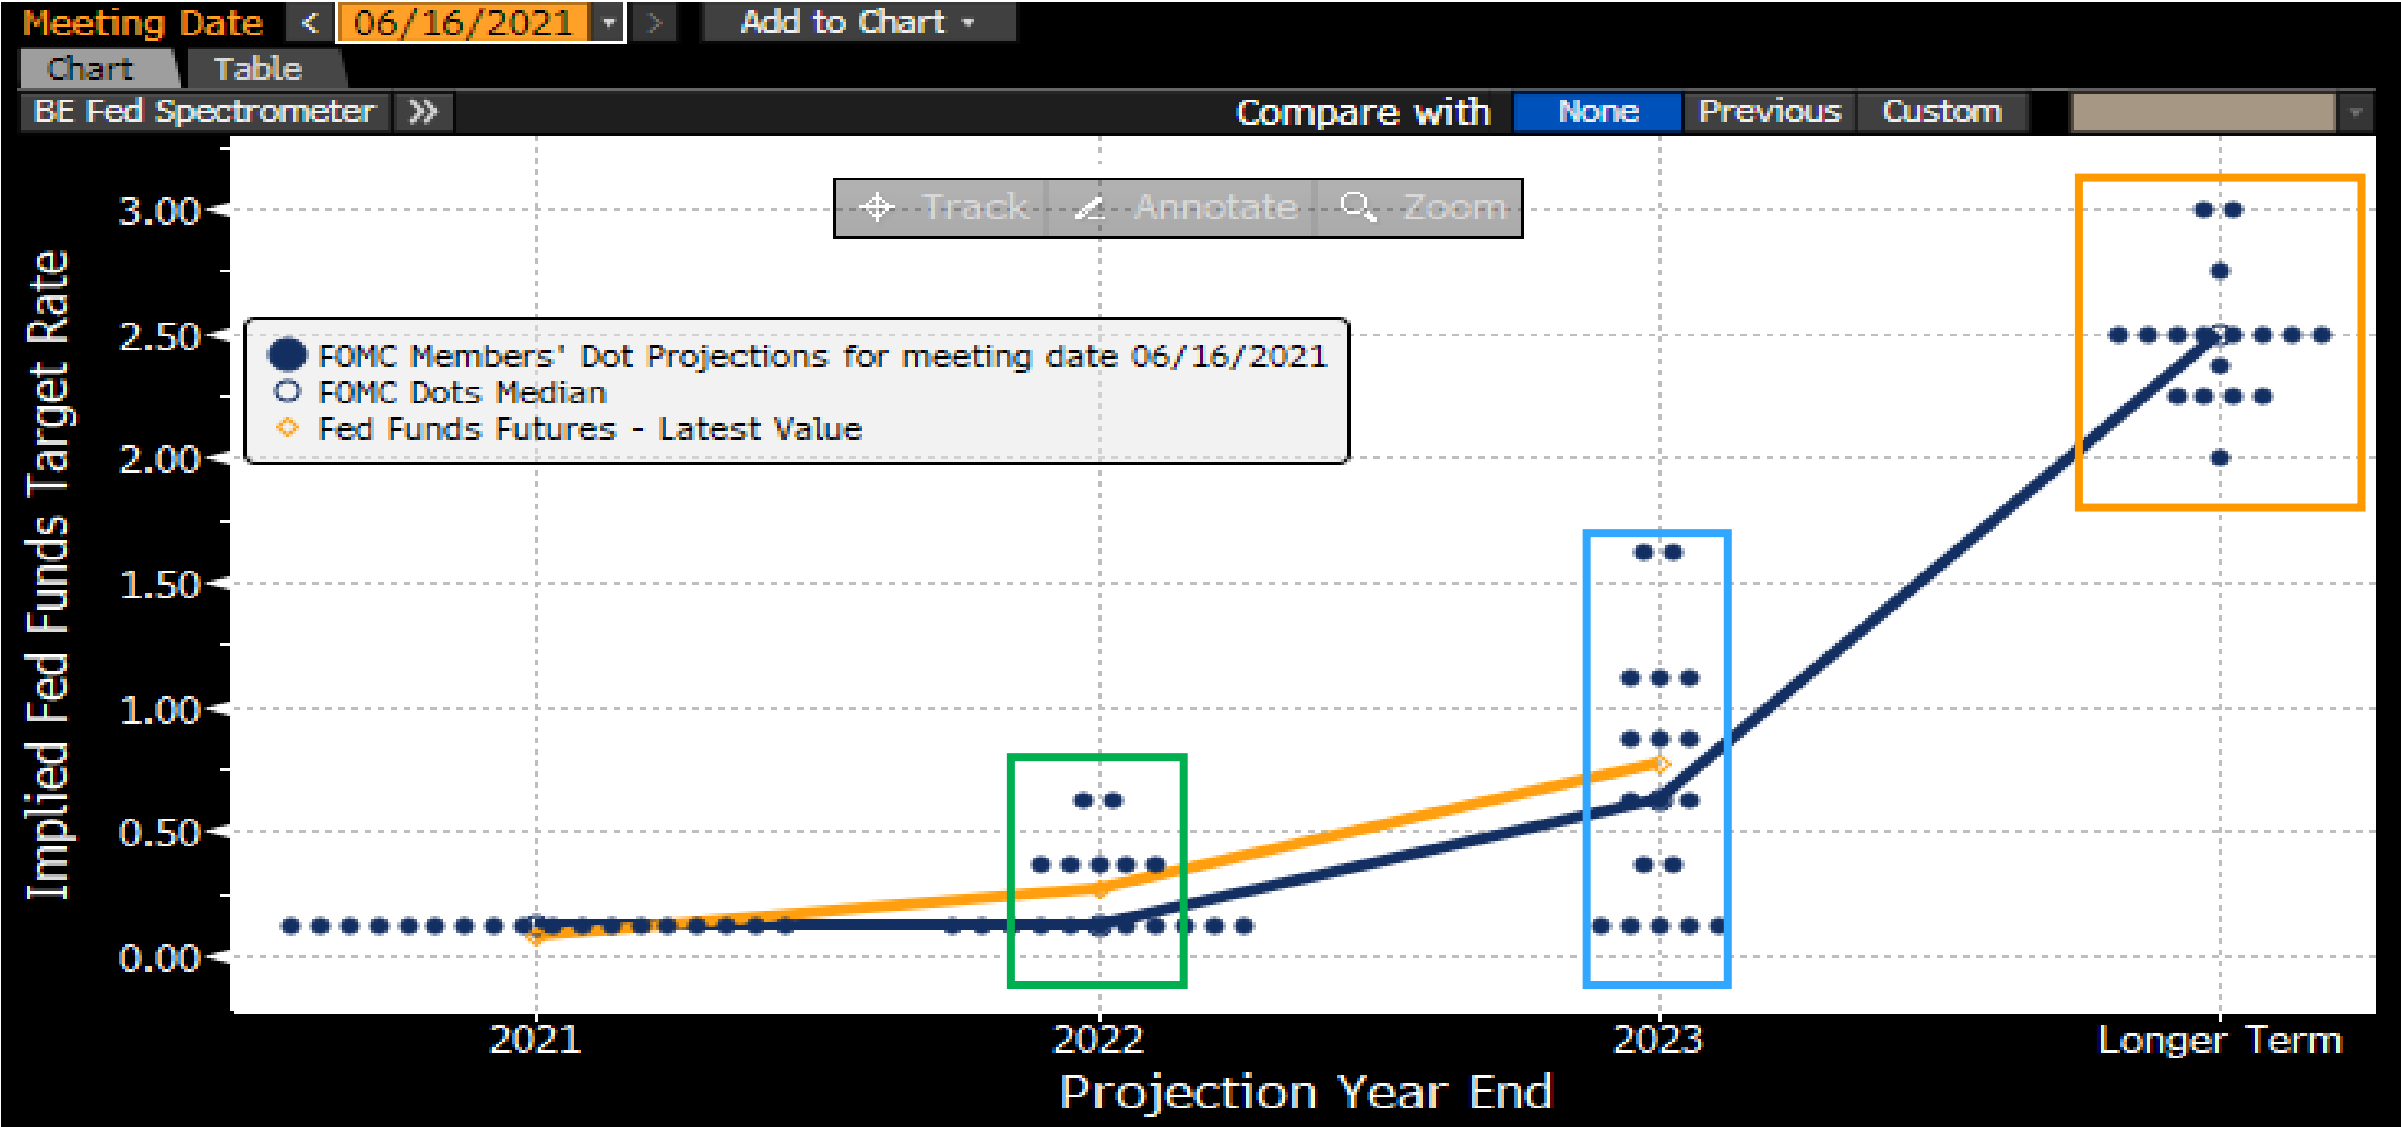 Meeting Date < 06/16/2021 > Add to Chart
Chart Table
BE Fed Spectrometer >> Compare with None Previous Custom
Track Annotate Zoom
FOMC Members' Dot Projections for meeting date 06/16/2021
FOMC Dots Median
Fed Funds Futures - Latest Value
Implied Fed Funds Target Rate
3.00
2.50
2.00
1.50
1.00
0.50
0.00
2021 2022 2023 Longer Term
Projection Year End